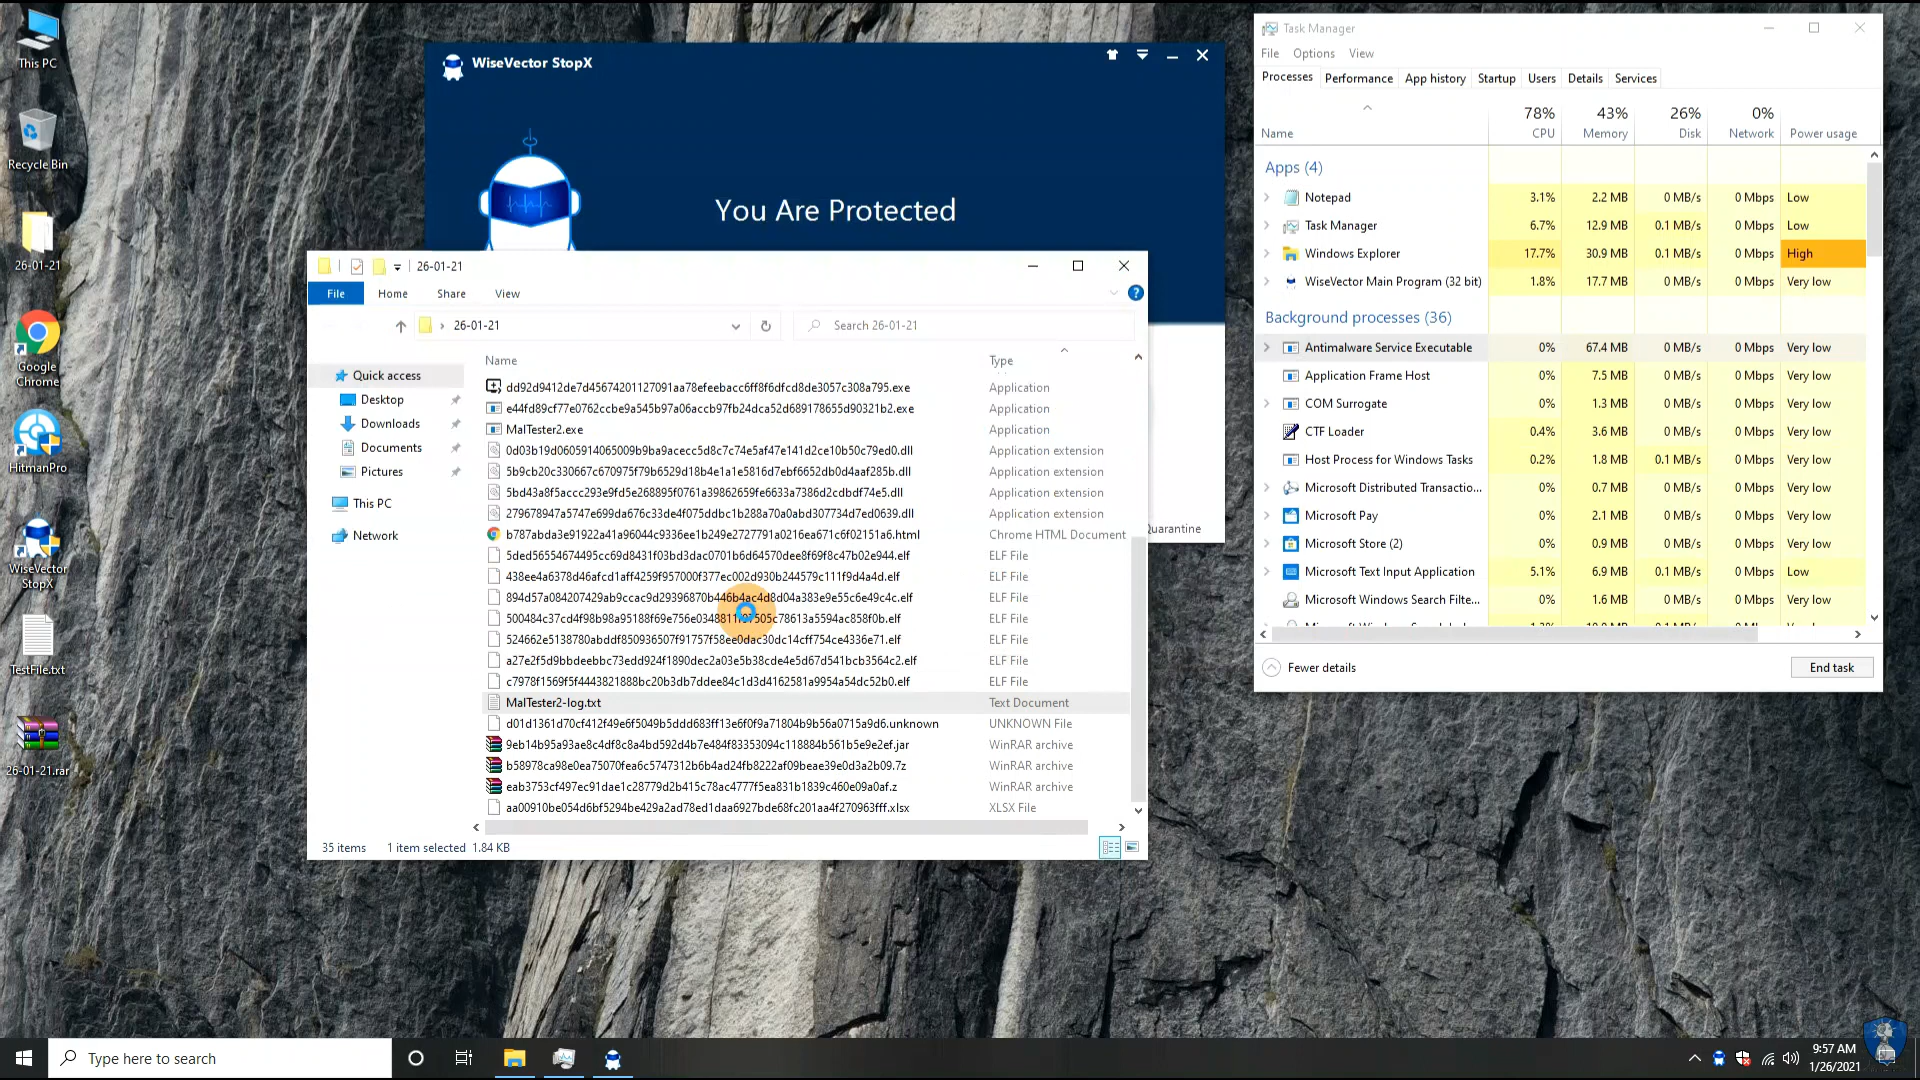 This PC
Recycle Bin
26-01-21
Google
Chrome
HitmanPro
WiseVector
StopX
TestFile.txt
26-01-21.rar
WiseVector StopX
You Are Protected
Quarantine
26-01-21
File Home Share View
26-01-21
Search 26-01-21
Quick access
Desktop
Downloads
Documents
Pictures
This PC
Network
Name Type
dd92d9412de7d45674201127091aa78efeebacc6ff8f6dfcd8de3057c308a795.exe Application
e44fd89cf77e0762ccbe9a545b97a06accb97fb24dca52d689178655d90321b2.exe Application
MalTester2.exe Application
0d03b19d0605914065009b9ba9acecc5d8c7c74e5af47e141d2ce10b50c79ed0.dll Application extension
5b9cb20c330667c670975f79b6529d18b4e1a1e5816d7ebf6652db0d4aaf285b.dll Application extension
5bd43a8f5accc293e9fd5e268895f0761a39862659fe6633a7386d2cdbdf74e5.dll Application extension
279678947a5747e699da676c33de4f075ddbc1b288a70a0abd307734d7ed0639.dll Application extension
b787abda3e91922a41a96044c9336ee1b249e2727791a0216ea671c6f02151a6.html Chrome HTML Document
5ded56554674495cc69d8431f03bd3dac0701b6d64570dee8f69f8c47b02e944.elf ELF File
438ee4a6378d46afcd1aff4259f957000f377ec002d930b244579c111f9d4a4d.elf ELF File
894d57a084207429ab9ccac9d29396870b446b4ac4d8d04a383e9e55c6e49c4c.elf ELF File
ELF File
524662e5138780abddf850936507f91757f58ee0dac30dc14cff754ce4336e71.elf ELF File
a27e2f5d9bbdeebbc73edd924f1890dec2a03e5b38cde4e5d67d541bcb3564c2.elf ELF File
c7978f1569f5f4443821888bc20b3db7ddee84c1d3d4162581a9954a54dc52b0.elf ELF File
MalTester2-log.txt Text Document
d01d1361d70cf412f49e6f5049b5ddd683ff13e6f0f9a71804b9b56a0715a9d6.unknown UNKNOWN File
9eb14b95a93ae8c4df8c8a4bd592d4b7e484f83353094c118884b561b5e9e2ef.jar WinRAR archive
b58978ca98e0ea75070fea6c5747312b6b4ad24fb8222af09beae39e0d3a2b09.7z WinRAR archive
eab3753cf497ec91dae1c28779d2b415c78ac4777f5ea831b1839c460e09a0af.z WinRAR archive
aa00910be054d6bf5294be429a2ad78ed1daa6927bde68fc201aa4f270963fff.xlsx XLSX File
35 items 1 item selected 1.84 KB
Task Manager
File Options View
Processes Performance App history Startup Users Details Services
78% 43% 26% 0%
Name CPU Memory Disk Network Power usage
Apps (4)
Notepad 3.1% 2.2 MB 0 MB/s 0 Mbps Low
Task Manager 6.7% 12.9 MB 0.1 MB/s 0 Mbps Low
Windows Explorer 17.7% 30.9 MB 0.1 MB/s 0 Mbps High
WiseVector Main Program (32 bit) 1.8% 17.7 MB 0 MB/s 0 Mbps Very low
Background processes (36)
Antimalware Service Executable 0% 67.4 MB 0 MB/s 0 Mbps Very low
Application Frame Host 0% 7.5 MB 0 MB/s 0 Mbps Very low
COM Surrogate 0% 1.3 MB 0 MB/s 0 Mbps Very low
CTF Loader 0.4% 3.6 MB 0 MB/s 0 Mbps Very low
Host Process for Windows Tasks 0.2% 1.8 MB 0.1 MB/s 0 Mbps Very low
Microsoft Distributed Transactio... 0% 0.7 MB 0 MB/s 0 Mbps Very low
Microsoft Pay 0% 2.1 MB 0 MB/s 0 Mbps Very low
Microsoft Store (2) 0% 0.9 MB 0 MB/s 0 Mbps Very low
Microsoft Text Input Application 5.1% 6.9 MB 0.1 MB/s 0 Mbps Low
Microsoft Windows Search Filte... 0% 1.6 MB 0 MB/s 0 Mbps Very low
Fewer details End task
Type here to search
9:57 AM
1/26/2021